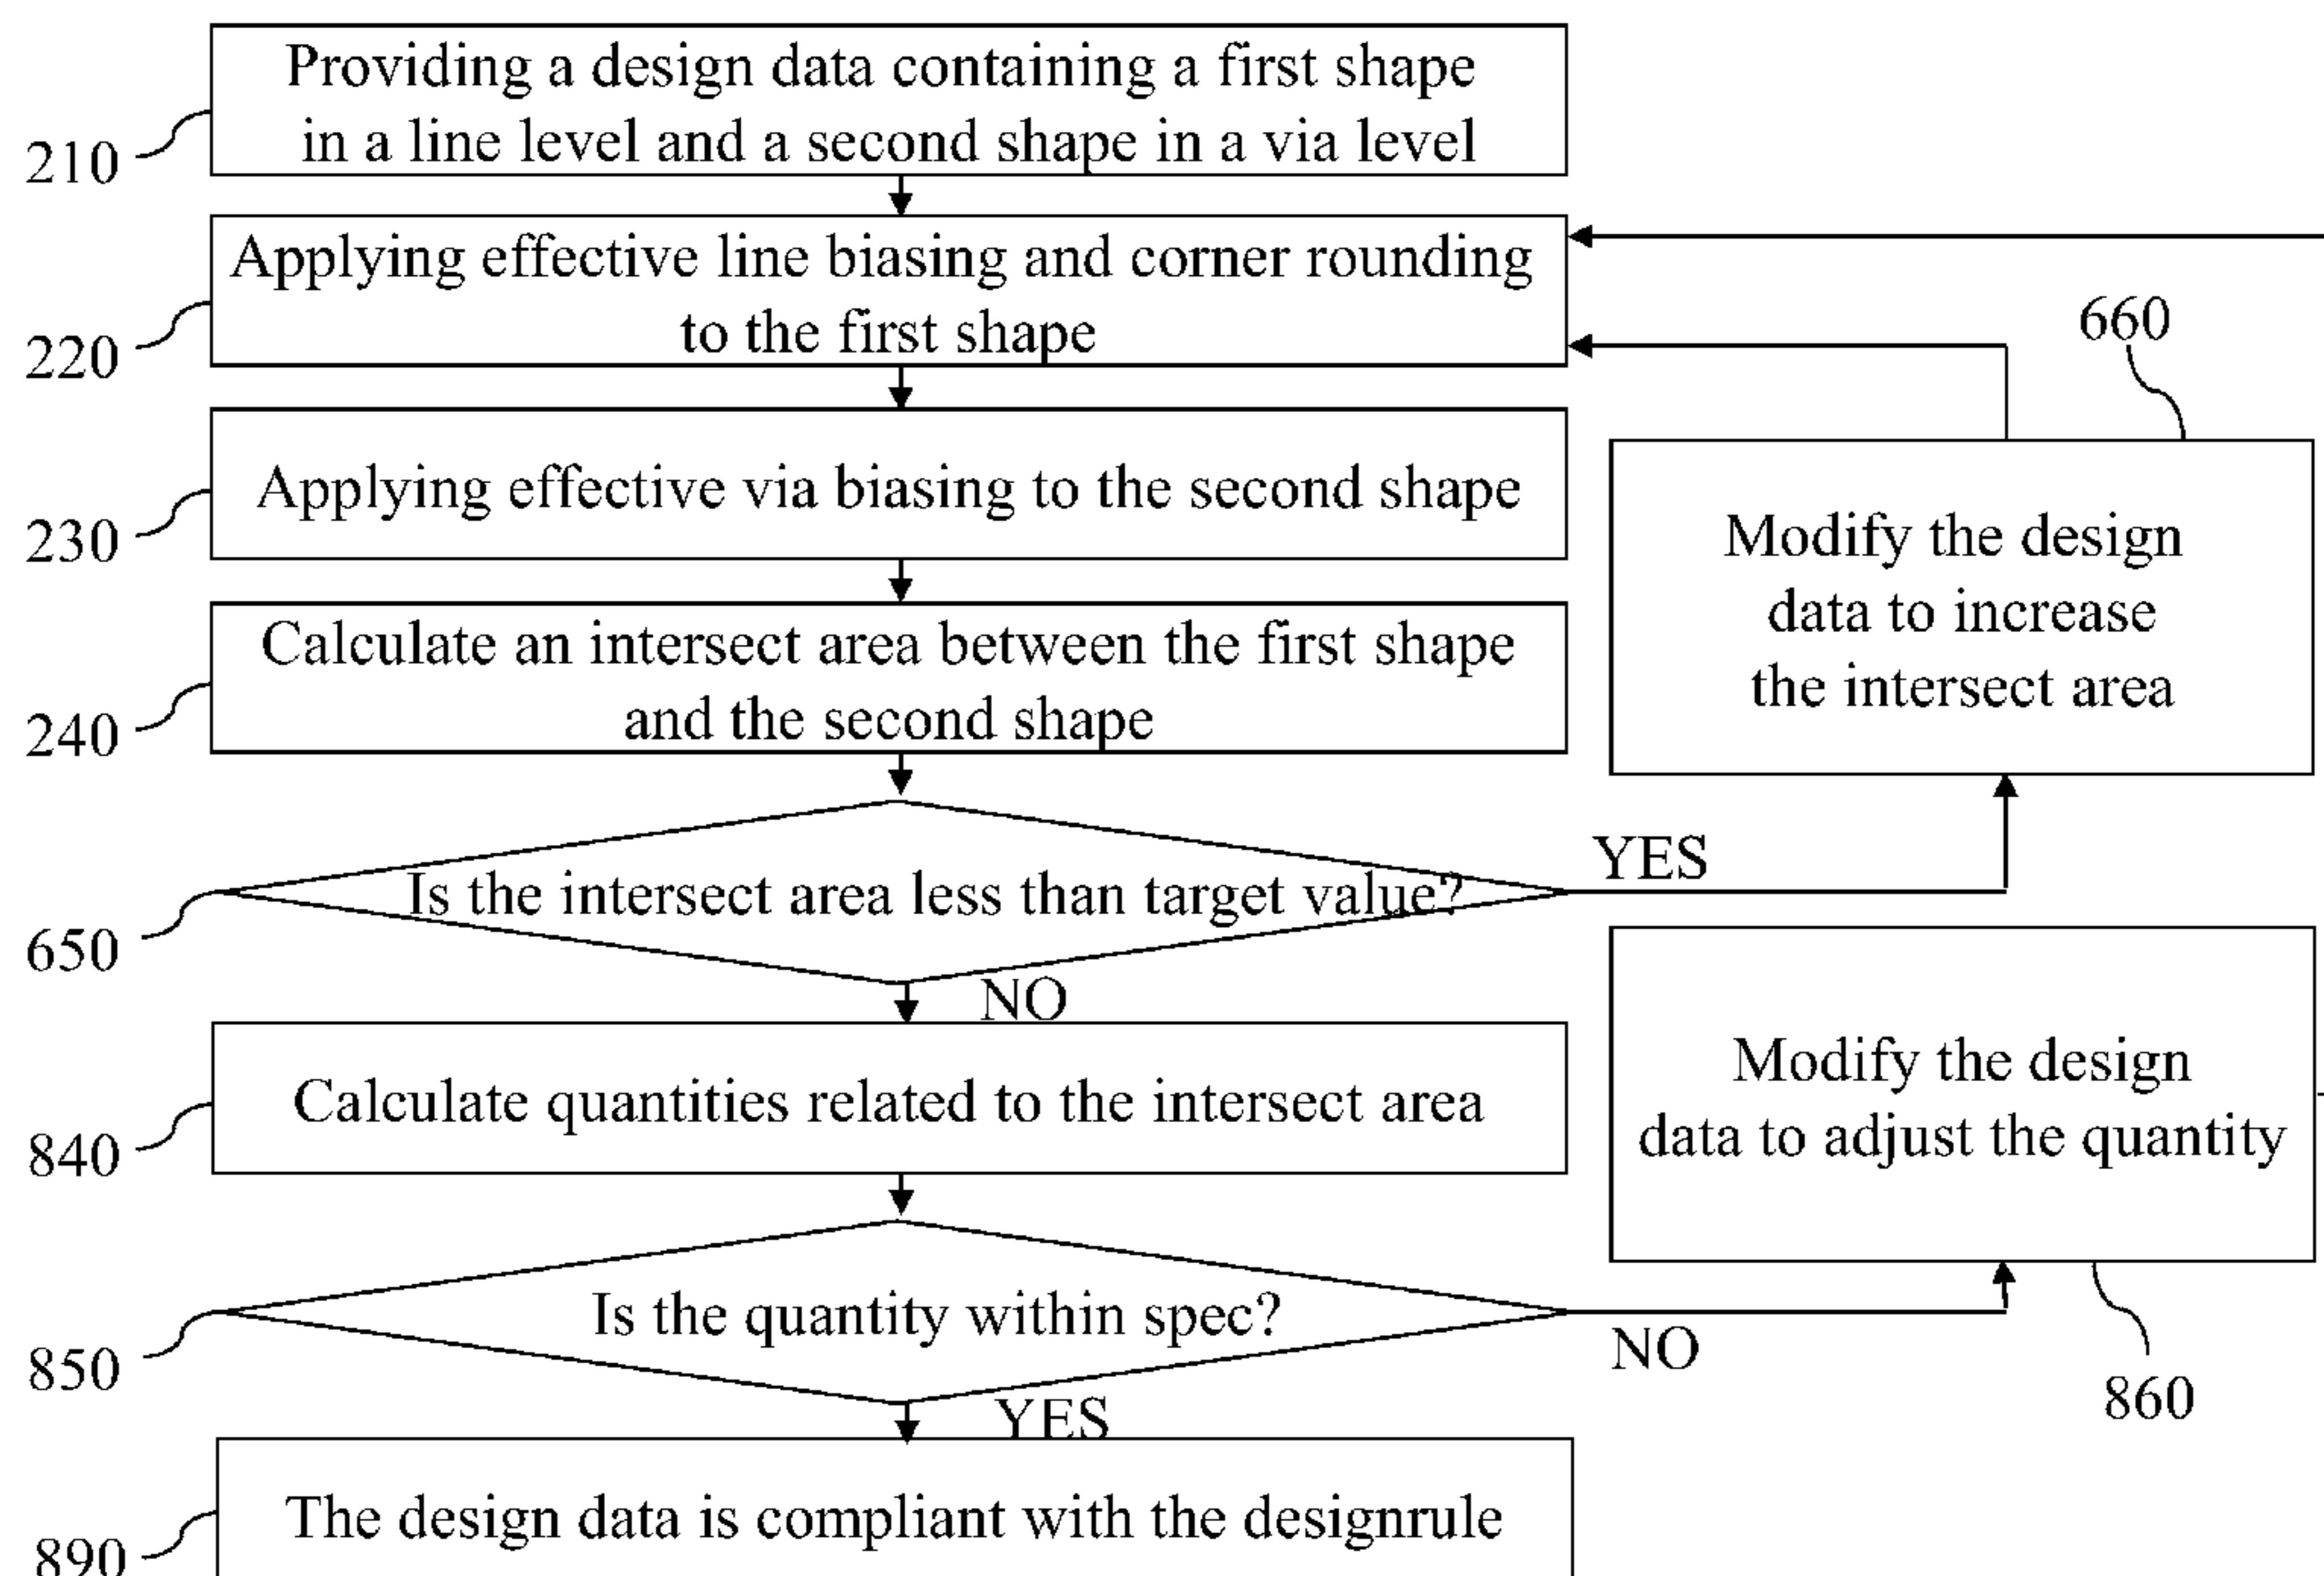 Providing a design data containing a first shape
in a line level and a second shape in a via level
210
Applying effective line biasing and corner rounding
to the first shape
220
660
Applying effective via biasing to the second shape
230
Modify the design
data to increase
the intersect area
Calculate an intersect area between the first shape
and the second shape
240
Is the intersect area less than target value?
YES
650
NO
Calculate quantities related to the intersect area
840
Modify the design
data to adjust the quantity
Is the quantity within spec?
NO
850
860
YES
The design data is compliant with the designrule
890